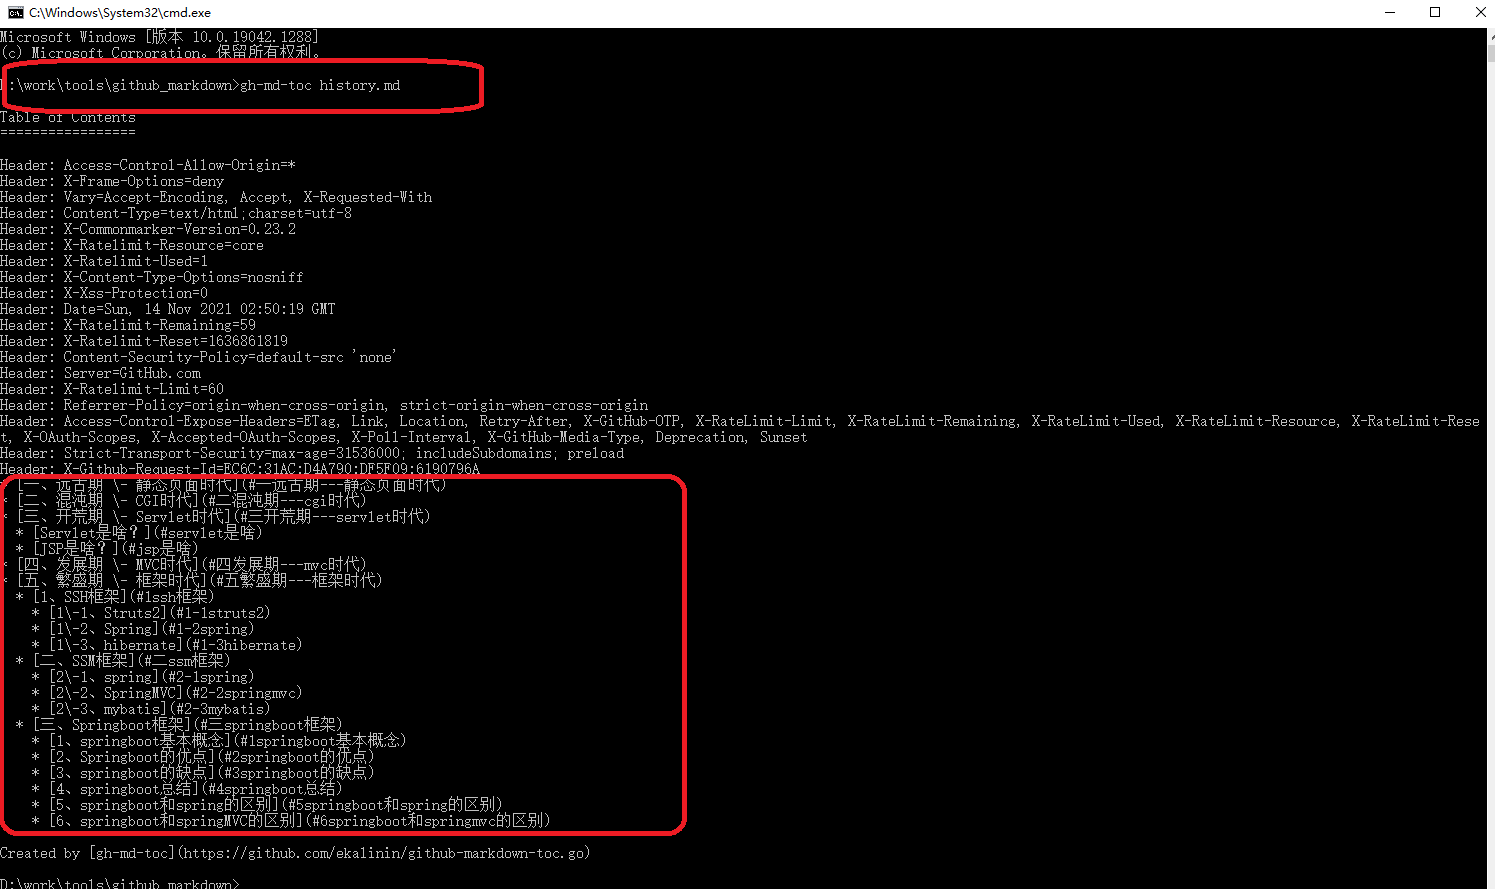 C:\Windows\System32\cmd.exe
Microsoft Windows [版本 10.0.19042.1288]
(c) Microsoft Corporation。保留所有权利。
:\work\tools\github_markdown>gh-md-toc history.md
Table of Contents
=================
Header: Access-Control-Allow-Origin=*
Header: X-Frame-Options=deny
Header: Vary=Accept-Encoding, Accept, X-Requested-With
Header: Content-Type=text/html;charset=utf-8
Header: X-Commonmarker-Version=0.23.2
Header: X-Ratelimit-Resource=core
Header: X-Ratelimit-Used=1
Header: X-Content-Type-Options=nosniff
Header: X-Xss-Protection=0
Header: Date=Sun, 14 Nov 2021 02:50:19 GMT
Header: X-Ratelimit-Remaining=59
Header: X-Ratelimit-Reset=1636861819
Header: Content-Security-Policy=default-src 'none'
Header: Server=GitHub.com
Header: X-Ratelimit-Limit=60
Header: Referrer-Policy=origin-when-cross-origin, strict-origin-when-cross-origin
Header: Access-Control-Expose-Headers=ETag, Link, Location, Retry-After, X-GitHub-OTP, X-RateLimit-Limit, X-RateLimit-Remaining, X-RateLimit-Used, X-RateLimit-Resource, X-RateLimit-Rese
t, X-OAuth-Scopes, X-Accepted-OAuth-Scopes, X-Poll-Interval, X-GitHub-Media-Type, Deprecation, Sunset
Header: Strict-Transport-Security=max-age=31536000; includeSubdomains; preload
Header: X-Github-Request-Id=EC6C:31AC:D4A790:DF5F09:6190796A
* [一、远古期 \- 静态页面时代](#一远古期---静态页面时代)
* [二、混沌期 \- CGI时代](#二混沌期---cgi时代)
* [三、开荒期 \- Servlet时代](#三开荒期---servlet时代)
* [Servlet是啥？](#servlet是啥)
* [JSP是啥？](#jsp是啥)
* [四、发展期 \- MVC时代](#四发展期---mvc时代)
* [五、繁盛期 \- 框架时代](#五繁盛期---框架时代)
* [1、SSH框架](#1ssh框架)
* [1\-1、Struts2](#1-1struts2)
* [1\-2、Spring](#1-2spring)
* [1\-3、hibernate](#1-3hibernate)
* [二、SSM框架](#二ssm框架)
* [2\-1、spring](#2-1spring)
* [2\-2、SpringMVC](#2-2springmvc)
* [2\-3、mybatis](#2-3mybatis)
* [三、Springboot框架](#三springboot框架)
* [1、springboot基本概念](#1springboot基本概念)
* [2、Springboot的优点](#2springboot的优点)
* [3、springboot的缺点](#3springboot的缺点)
* [4、springboot总结](#4springboot总结)
* [5、springboot和spring的区别](#5springboot和spring的区别)
* [6、springboot和springMVC的区别](#6springboot和springmvc的区别)
Created by [gh-md-toc](https://github.com/ekalinin/github-markdown-toc.go)
D:\work\tools\github_markdown>